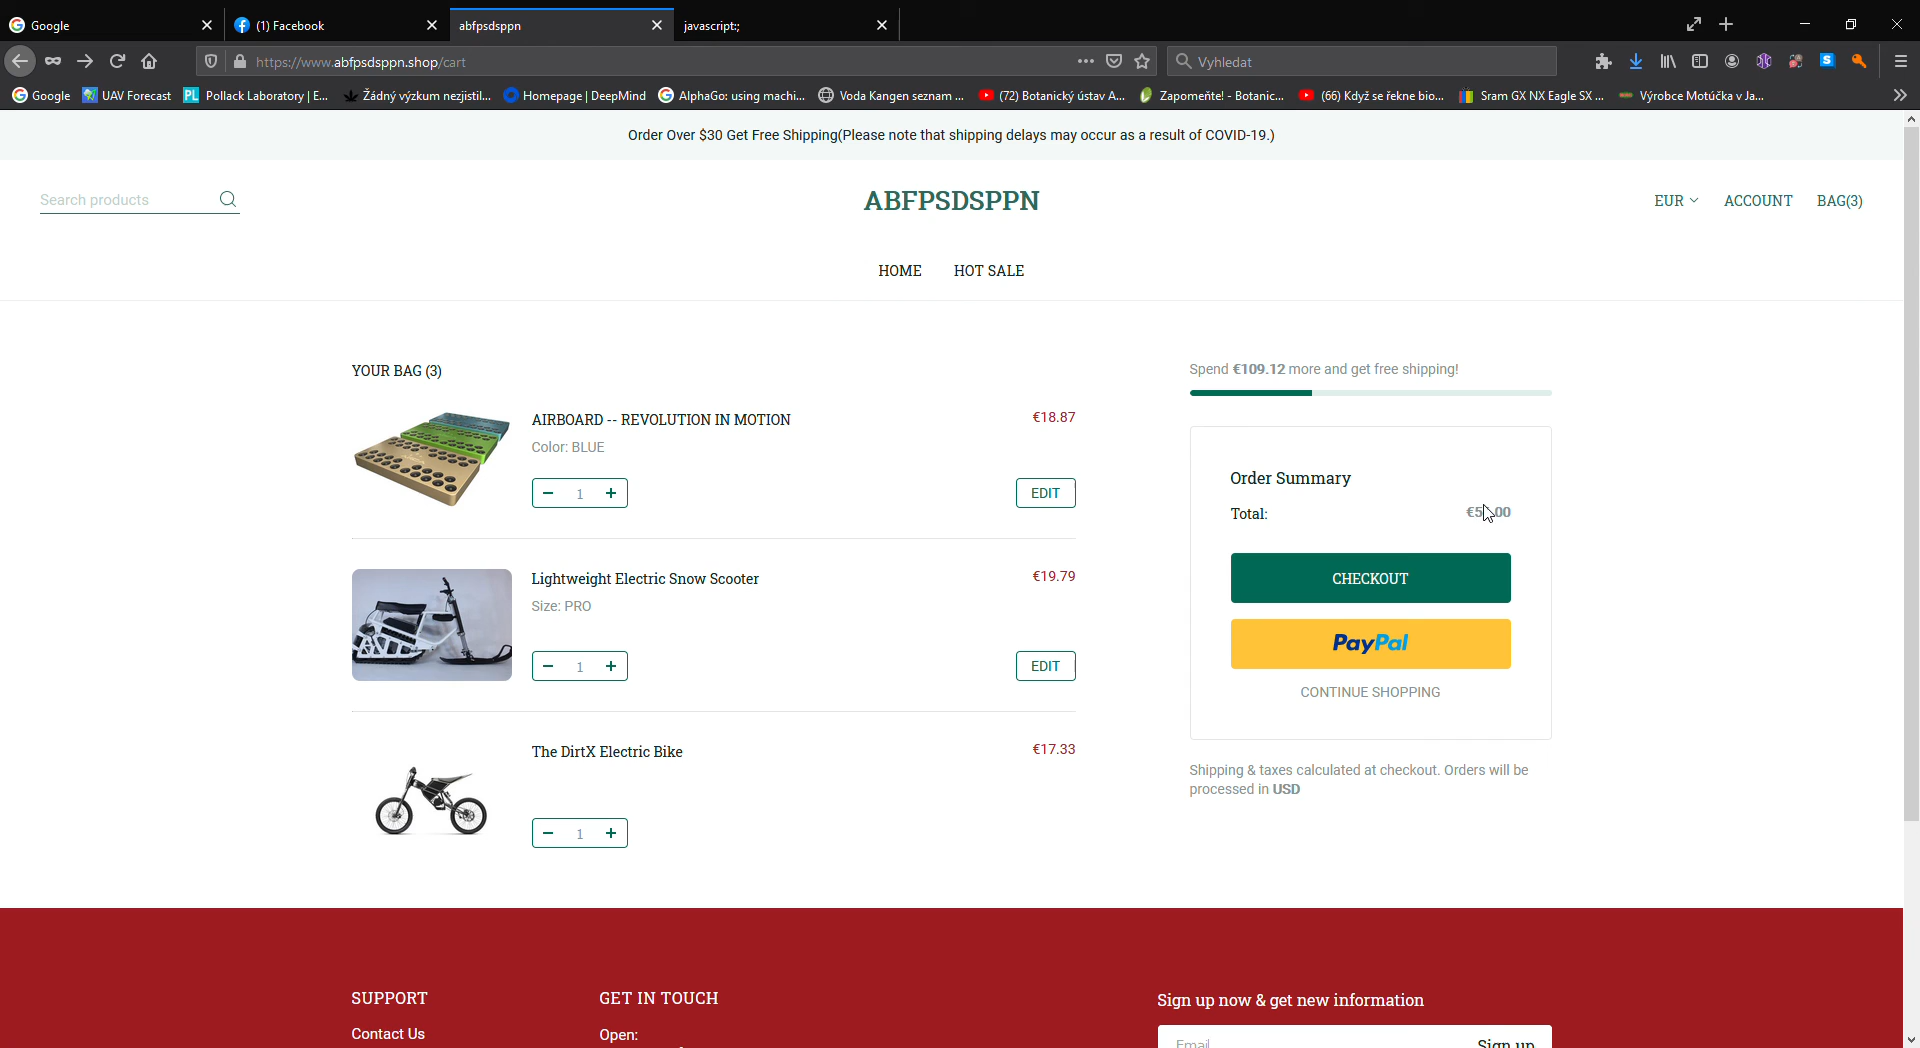 Google
(1) Facebook
abfpsdsppn
javascript:;
https://www.abfpsdsppn.shop/cart
Vyhledat
Google
UAV Forecast
Pollack Laboratory | E...
Žádný výzkum nezjistil...
Homepage | DeepMind
AlphaGo: using machi...
Voda Kangen seznam ...
(72) Botanický ústav A...
Zapomeňte! - Botanic...
(66) Když se řekne bio...
Sram GX NX Eagle SX ...
Výrobce Motúčka v Ja...
Order Over $30 Get Free Shipping(Please note that shipping delays may occur as a result of COVID-19.)
Search products
ABFPSDSPPN
EUR
ACCOUNT
BAG(3)
HOME
HOT SALE
YOUR BAG (3)
AIRBOARD -- REVOLUTION IN MOTION
€18.87
Color: BLUE
1
EDIT
Lightweight Electric Snow Scooter
€19.79
Size: PRO
1
EDIT
The DirtX Electric Bike
€17.33
1
Spend €109.12 more and get free shipping!
Order Summary
Total:
CHECKOUT
PayPal
CONTINUE SHOPPING
Shipping & taxes calculated at checkout. Orders will be
processed in USD
SUPPORT
Contact Us
GET IN TOUCH
Open:
Sign up now & get new information
Email
Sign up